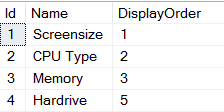 Id Name DisplayOrder
1 Screensize 1
2 CPU Type 2
3 Memory 3
4 Hardrive 5